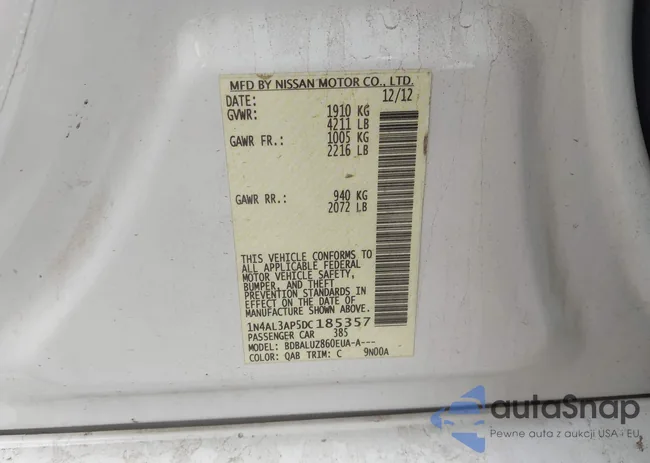 MFD BY NISSAN MOTOR CO., LTD.
DATE: 12/12
GVWR: 1910 KG
4211 LB
GAWR FR.: 1005 KG
2216 LB
GAWR RR.: 940 KG
2072 LB
THIS VEHICLE CONFORMS TO
ALL APPLICABLE FEDERAL
MOTOR VEHICLE SAFETY,
BUMPER, AND THEFT
PREVENTION STANDARDS IN
EFFECT ON THE DATE OF
MANUFACTURE SHOWN ABOVE.
1N4AL3AP5DC185357
PASSENGER CAR 3B5
MODEL: BDBALUZ860EUA-A---
COLOR: QAB TRIM: C 9N00A
autaSnap
Pewne auta z aukcji USA i EU